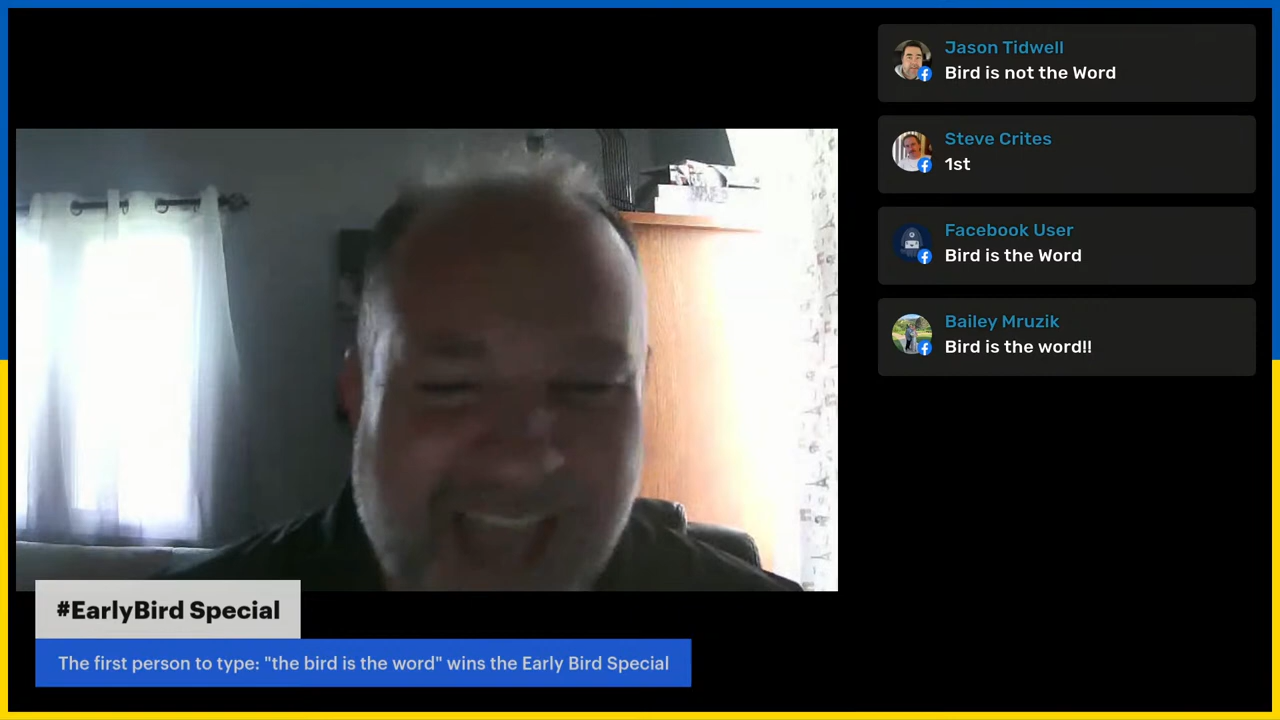 Jason Tidwell
Bird is not the Word
Steve Crites
1st
Facebook User
Bird is the Word
Bailey Mruzik
Bird is the word!!
#EarlyBird Special
The first person to type: "the bird is the word" wins the Early Bird Special